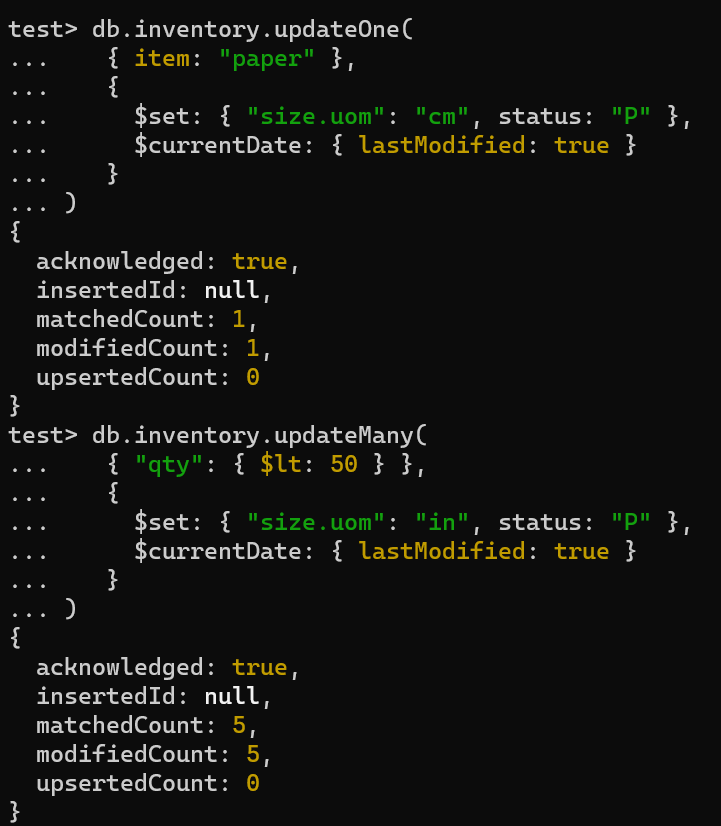 test> db.inventory.updateOne(
...    { item: "paper" },
...    {
...      $set: { "size.uom": "cm", status: "P" },
...      $currentDate: { lastModified: true }
...    }
... )
{
  acknowledged: true,
  insertedId: null,
  matchedCount: 1,
  modifiedCount: 1,
  upsertedCount: 0
}
test> db.inventory.updateMany(
...    { "qty": { $lt: 50 } },
...    {
...      $set: { "size.uom": "in", status: "P" },
...      $currentDate: { lastModified: true }
...    }
... )
{
  acknowledged: true,
  insertedId: null,
  matchedCount: 5,
  modifiedCount: 5,
  upsertedCount: 0
}